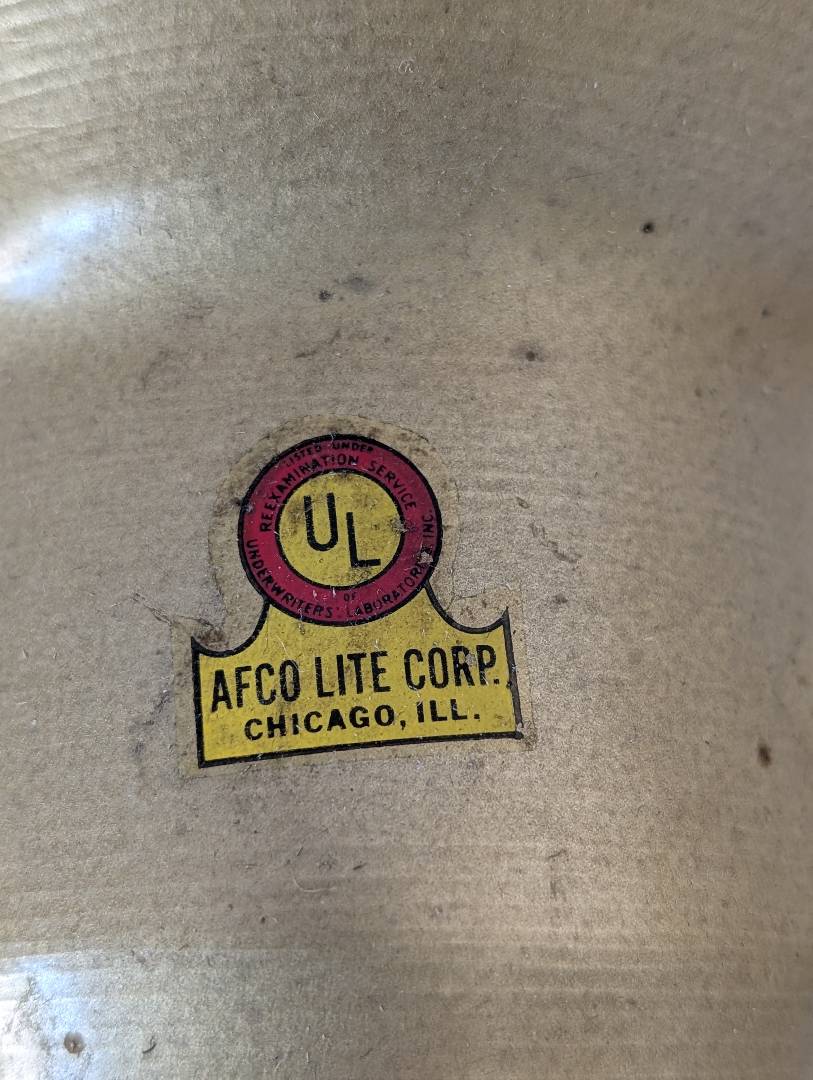 LISTED UNDER
REEXAMINATION SERVICE
UL
OF
UNDERWRITERS' LABORATORIES, INC.
AFCO LITE CORP.
CHICAGO, ILL.